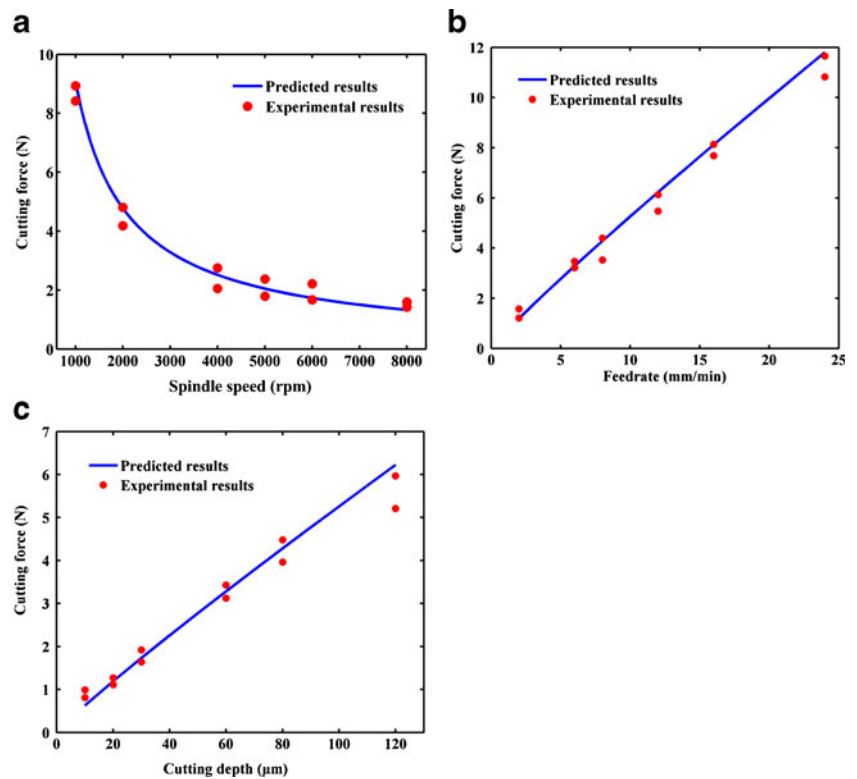 a
10
8
6
4
2
0
Cutting force (N)
Predicted results
Experimental results
1000 2000 3000 4000 5000 6000 7000 8000
Spindle speed (rpm)
b
12
10
8
6
4
2
0
Cutting force (N)
Predicted results
Experimental results
0 5 10 15 20 25
Feedrate (mm/min)
c
7
6
5
4
3
2
1
0
Cutting force (N)
Predicted results
Experimental results
0 20 40 60 80 100 120
Cutting depth (μm)